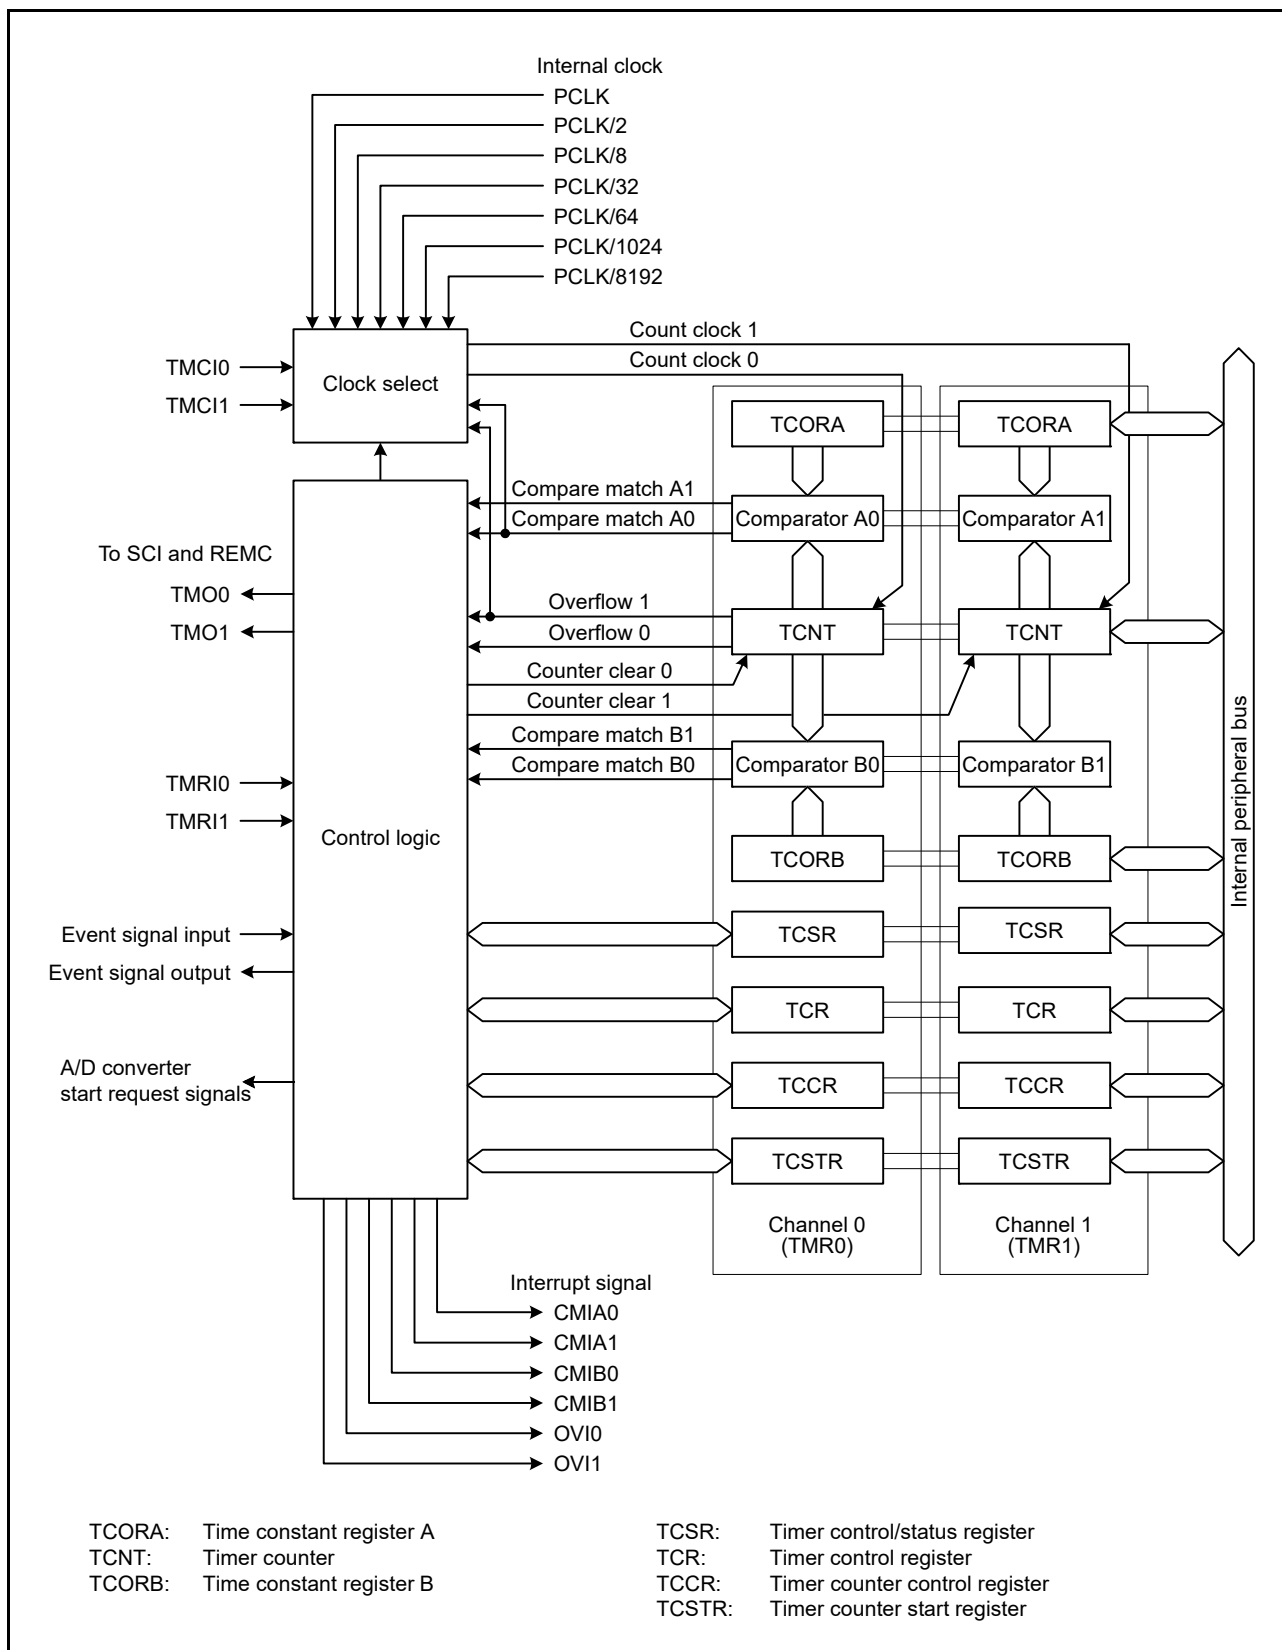 Internal clock
PCLK
PCLK/2
PCLK/8
PCLK/32
PCLK/64
PCLK/1024
PCLK/8192
Count clock 1
Count clock 0
TMCI0
TMCI1
Clock select
TCORA
TCORA
Compare match A1
Compare match A0
Comparator A0
Comparator A1
To SCI and REMC
TMO0
TMO1
Overflow 1
Overflow 0
TCNT
TCNT
Counter clear 0
Counter clear 1
Compare match B1
Compare match B0
Comparator B0
Comparator B1
TMRI0
TMRI1
Control logic
TCORB
TCORB
Internal peripheral bus
Event signal input
Event signal output
TCSR
TCSR
TCR
TCR
A/D converter
start request signals
TCCR
TCCR
TCSTR
TCSTR
Channel 0
(TMR0)
Channel 1
(TMR1)
Interrupt signal
CMIA0
CMIA1
CMIB0
CMIB1
OVI0
OVI1
TCORA: Time constant register A
TCNT: Timer counter
TCORB: Time constant register B
TCSR: Timer control/status register
TCR: Timer control register
TCCR: Timer counter control register
TCSTR: Timer counter start register